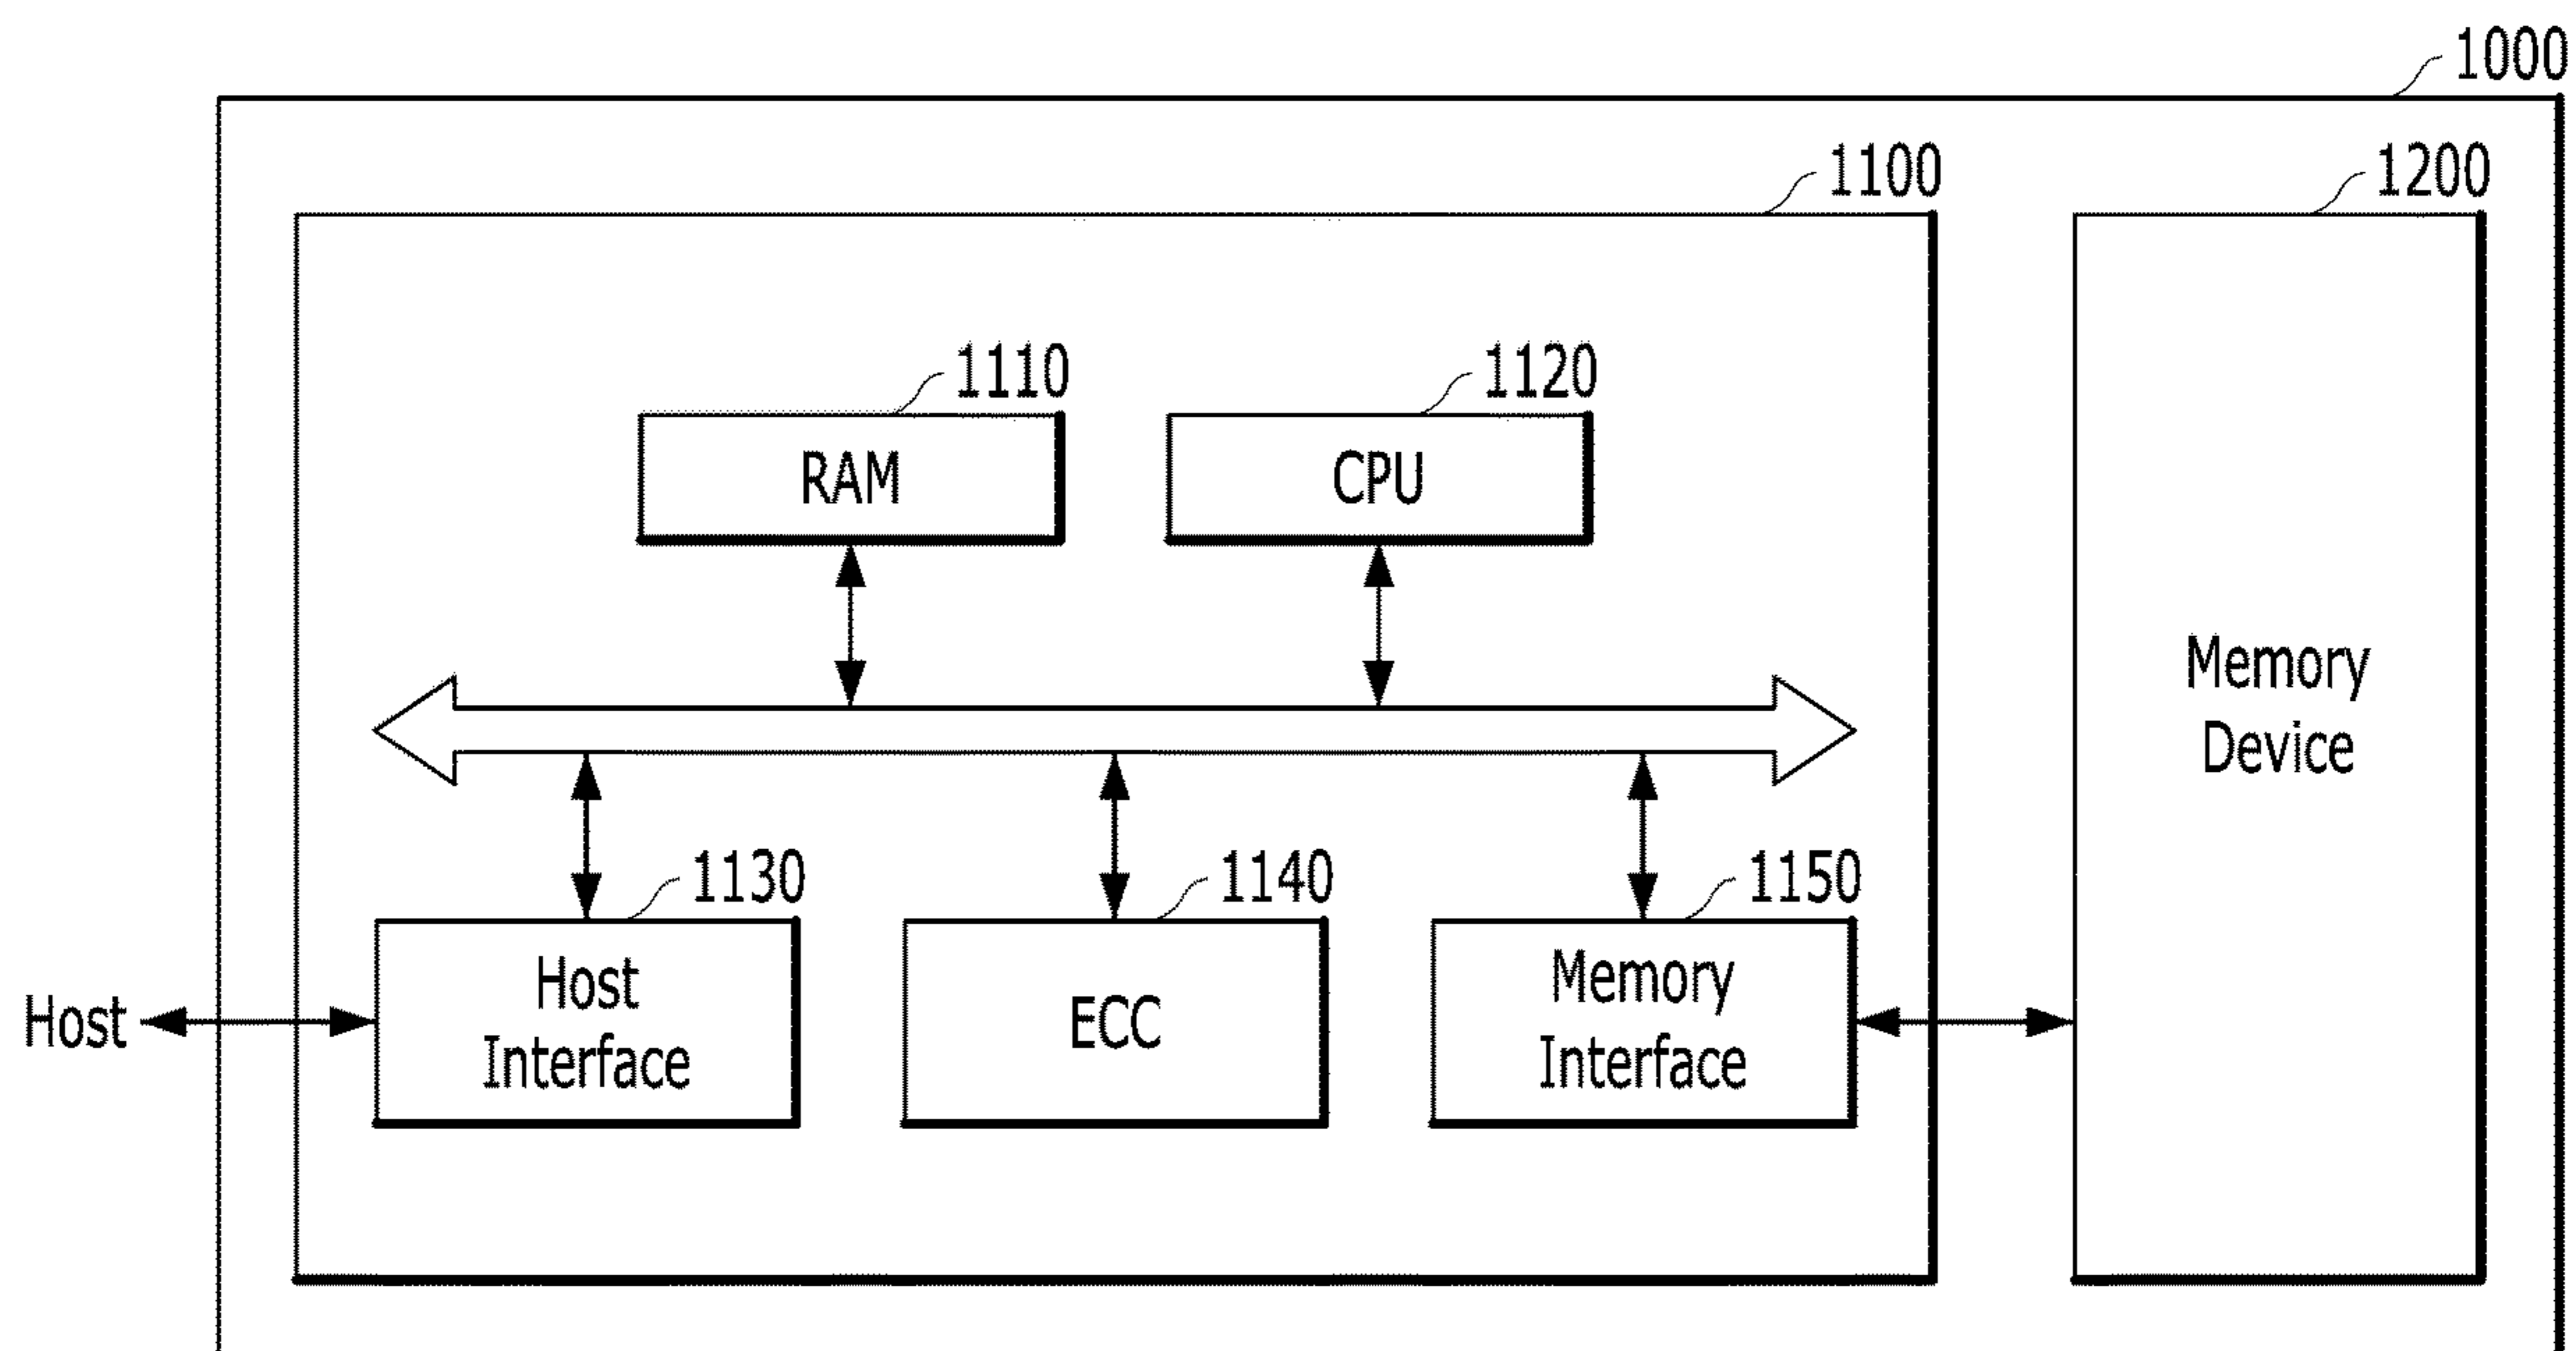 1000
1100
1200
1110
1120
RAM
CPU
Memory
Device
1130
1140
1150
Host
Host
Interface
ECC
Memory
Interface